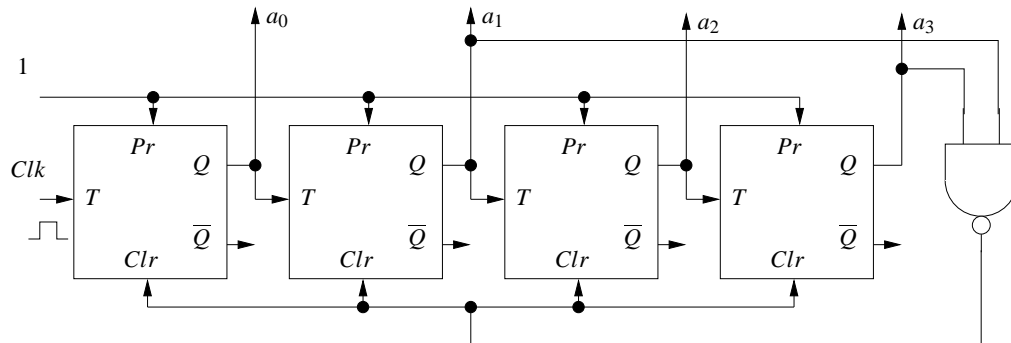 a0 a1 a2 a3
1
Pr Pr Pr Pr
Clk Q Q Q Q
T T T T
Q̅ Q̅ Q̅ Q̅
Clr Clr Clr Clr